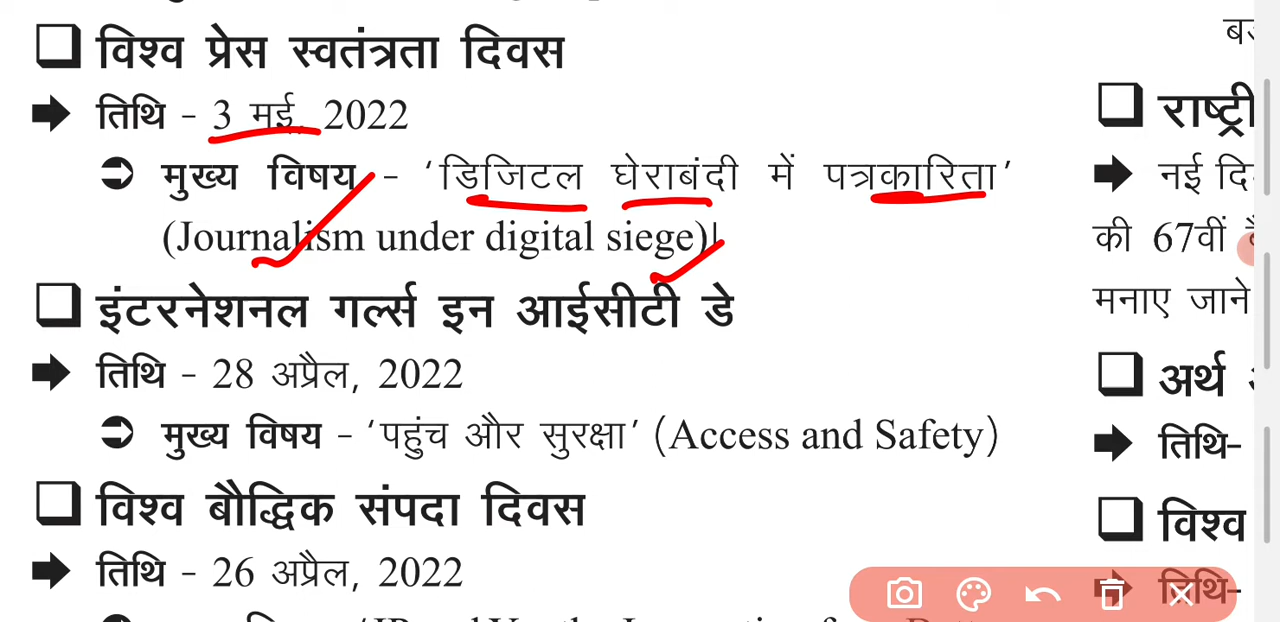 विश्व प्रेस स्वतंत्रता दिवस
तिथि - 3 मई, 2022
मुख्य विषय - ‘डिजिटल घेराबंदी में पत्रकारिता’
(Journalism under digital siege)।
इंटरनेशनल गर्ल्स इन आईसीटी डे
तिथि - 28 अप्रैल, 2022
मुख्य विषय - ‘पहुंच और सुरक्षा’ (Access and Safety)
विश्व बौद्धिक संपदा दिवस
तिथि - 26 अप्रैल, 2022
नई
की 67वीं
मनाए जाने
अर्थ
तिथि-
विश्व
तिथि-